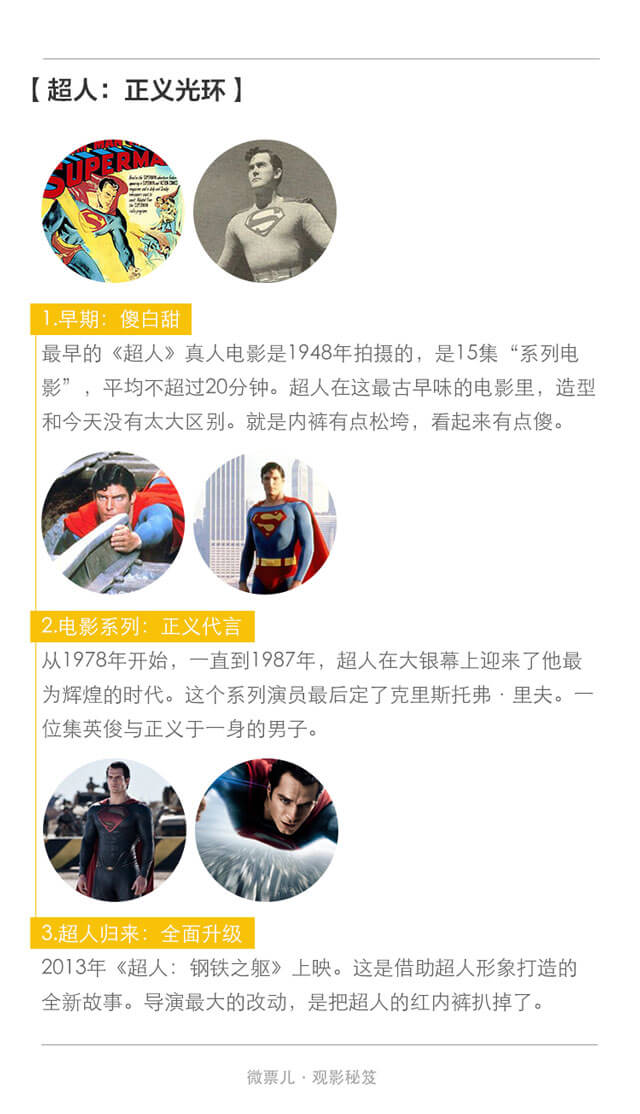 【 超人：正义光环 】
SUPERMA
1.早期：傻白甜
最早的《超人》真人电影是1948年拍摄的，是15集“系列电
影”，平均不超过20分钟。超人在这最古早味的电影里，造型
和今天没有太大区别。就是内裤有点松垮，看起来有点傻。
2.电影系列：正义代言
从1978年开始，一直到1987年，超人在大银幕上迎来了他最
为辉煌的时代。这个系列演员最后定了克里斯托弗·里夫。一
位集英俊与正义于一身的男子。
3.超人归来：全面升级
2013年《超人：钢铁之躯》上映。这是借助超人形象打造的
全新故事。导演最大的改动，是把超人的红内裤扒掉了。
微票儿·观影秘笈